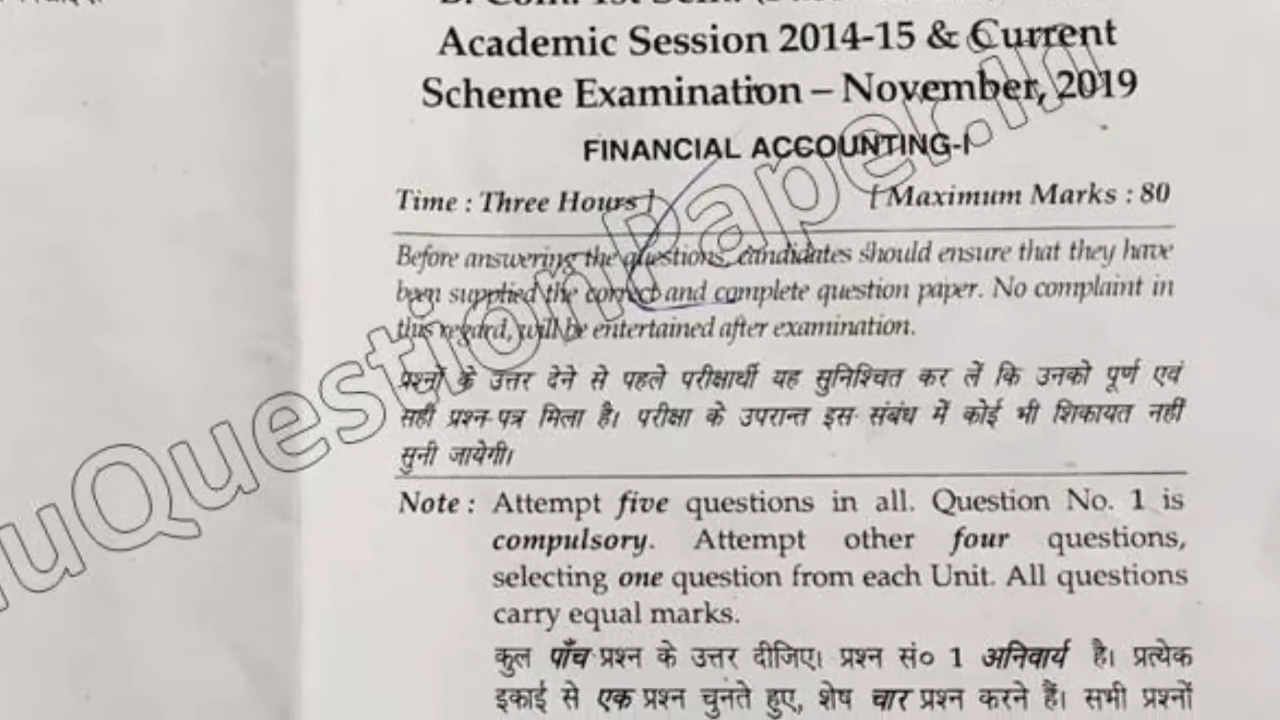 B. Com. 1st Sem.
Academic Session 2014-15 & Current
Scheme Examination – November, 2019
FINANCIAL ACCOUNTING-I
Time : Three Hours ] [ Maximum Marks : 80
Before answering the questions, candidates should ensure that they have
been supplied the correct and complete question paper. No complaint in
this regard, will be entertained after examination.
प्रश्नों के उत्तर देने से पहले परीक्षार्थी यह सुनिश्चित कर लें कि उनको पूर्ण एवं
सही प्रश्न-पत्र मिला है। परीक्षा के उपरान्त इस संबंध में कोई भी शिकायत नहीं
सुनी जायेगी।
Note : Attempt five questions in all. Question No. 1 is
compulsory. Attempt other four questions,
selecting one question from each Unit. All questions
carry equal marks.
कुल पाँच प्रश्न के उत्तर दीजिए। प्रश्न सं० 1 अनिवार्य है। प्रत्येक
इकाई से एक प्रश्न चुनते हुए, शेष चार प्रश्न करने हैं। सभी प्रश्नों
uQuestionPaper.in